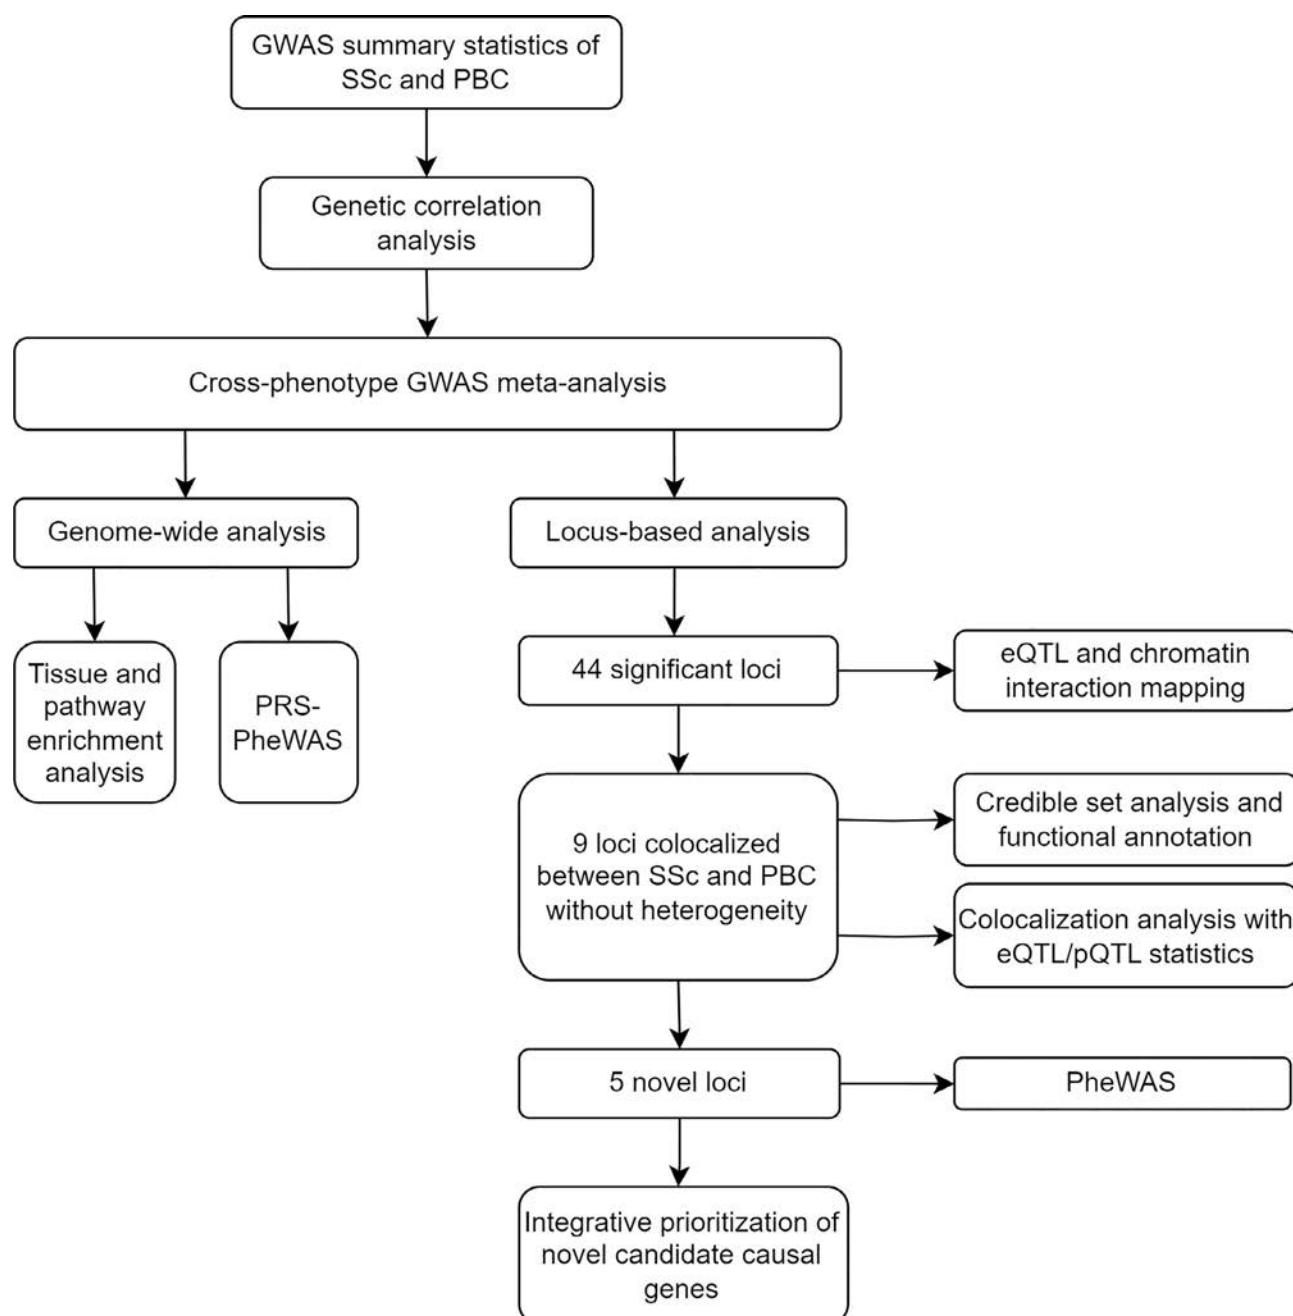 GWAS summary statistics of
SSc and PBC
Genetic correlation
analysis
Cross-phenotype GWAS meta-analysis
Genome-wide analysis
Locus-based analysis
Tissue and
pathway
enrichment
analysis
PRS-
PheWAS
44 significant loci
eQTL and chromatin
interaction mapping
9 loci colocalized
between SSc and PBC
without heterogeneity
Credible set analysis and
functional annotation
Colocalization analysis with
eQTL/pQTL statistics
5 novel loci
PheWAS
Integrative prioritization of
novel candidate causal
genes